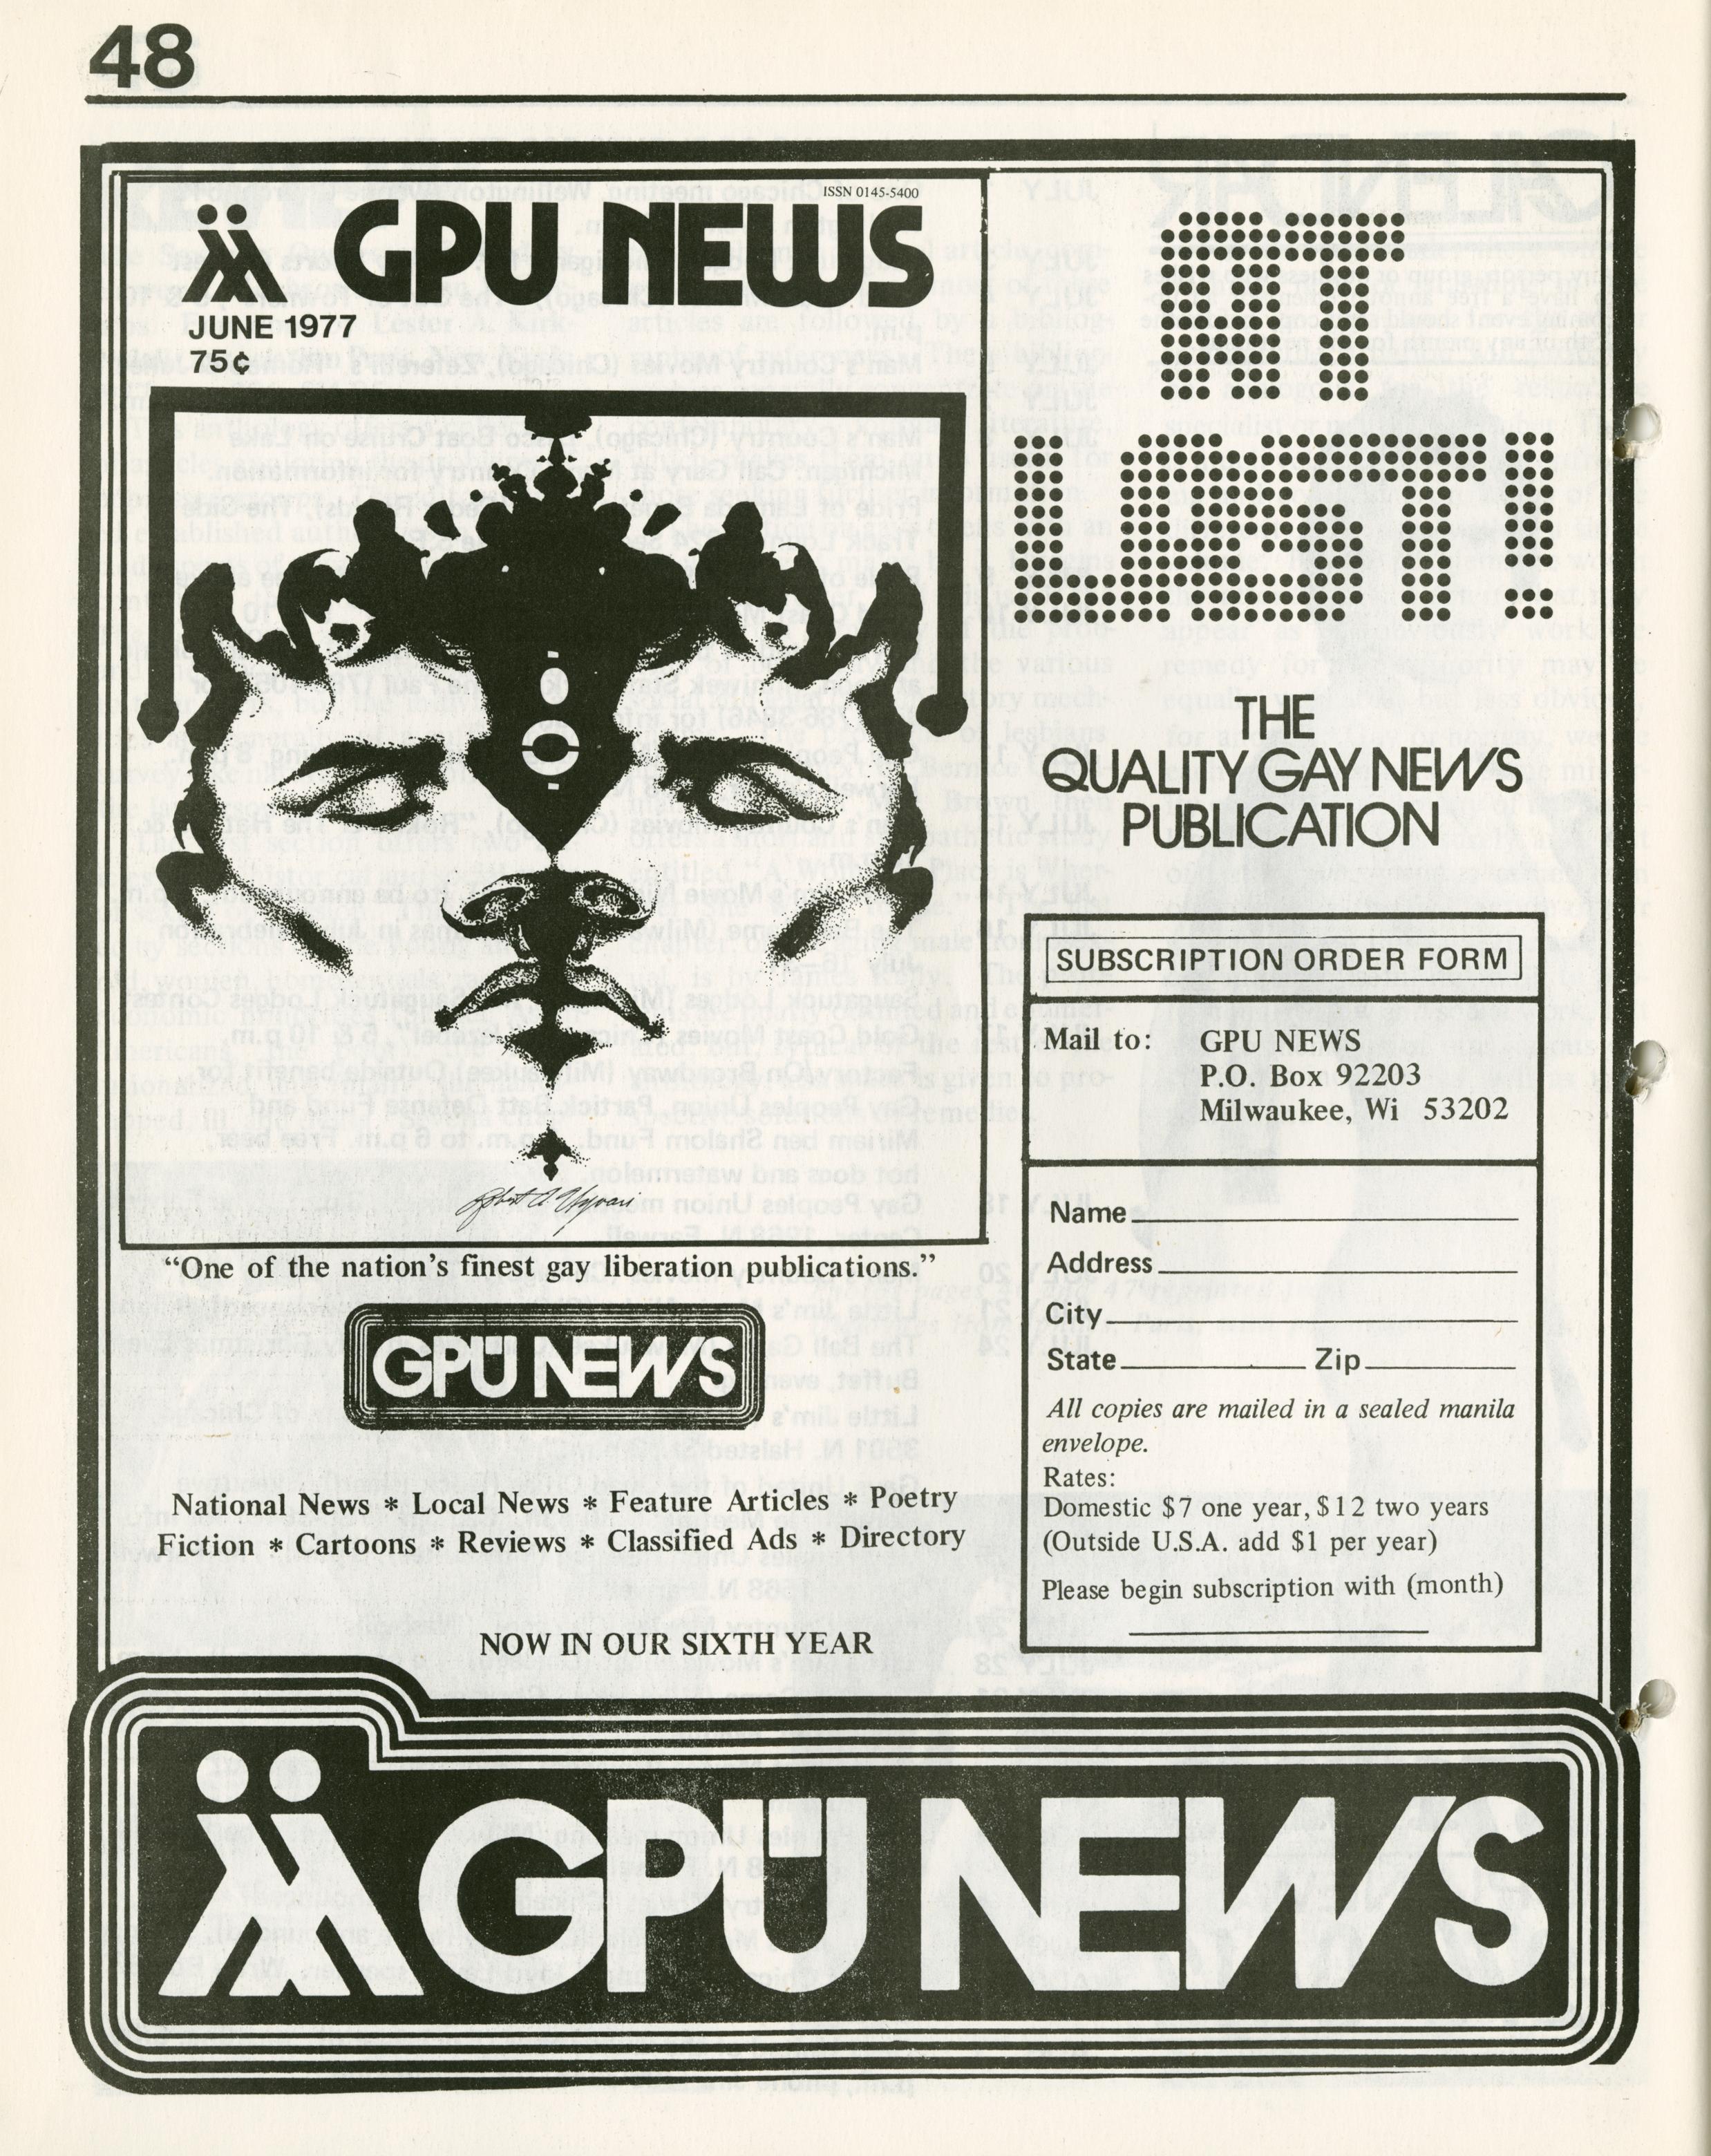 48
ISSN 0145-5400
GPU NEWS
JUNE 1977
75¢
AT
LAST!
THE
QUALITY GAY NEWS
PUBLICATION
"One of the nation's finest gay liberation publications."
GPU NEWS
National News * Local News * Feature Articles * Poetry
Fiction * Cartoons * Reviews * Classified Ads * Directory
NOW IN OUR SIXTH YEAR
SUBSCRIPTION ORDER FORM
Mail to: GPU NEWS
P.O. Box 92203
Milwaukee, Wi 53202
Name
Address
City
State Zip
All copies are mailed in a sealed manila
envelope.
Rates:
Domestic $7 one year, $12 two years
(Outside U.S.A. add $1 per year)
Please begin subscription with (month)
GPU NEWS